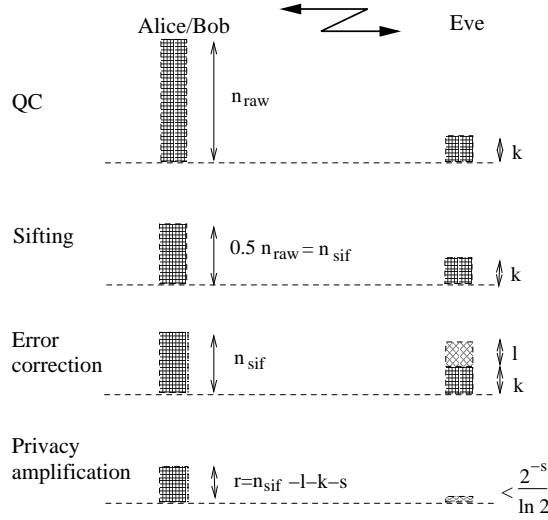 Alice/Bob
Eve
QC
n_raw
k
Sifting
0.5 n_raw = n_sif
k
Error
correction
n_sif
l
k
Privacy
amplification
r=n_sif −l−k−s
< 2^−s / ln 2